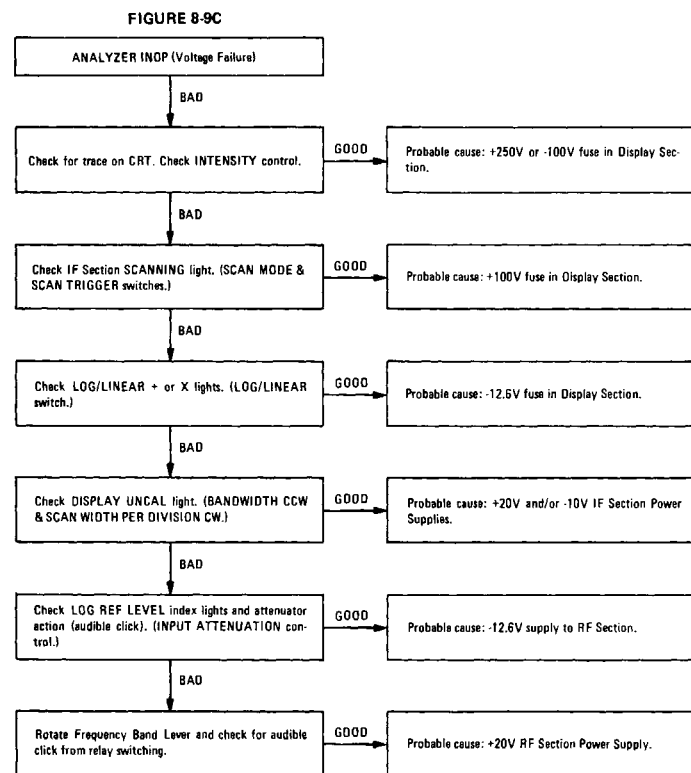 FIGURE 8-9C
ANALYZER INOP (Voltage Failure)
BAD
Check for trace on CRT. Check INTENSITY control.
GOOD
Probable cause: +250V or -100V fuse in Display Sec-
tion.
BAD
Check IF Section SCANNING light. (SCAN MODE &
SCAN TRIGGER switches.)
GOOD
Probable cause: +100V fuse in Display Section.
BAD
Check LOG/LINEAR + or X lights. (LOG/LINEAR
switch.)
GOOD
Probable cause: -12.6V fuse in Display Section.
BAD
Check DISPLAY UNCAL light. (BANDWIDTH CCW
& SCAN WIDTH PER DIVISION CW.)
GOOD
Probable cause: +20V and/or -10V IF Section Power
Supplies.
BAD
Check LOG REF LEVEL index lights and attenuator
action (audible click). (INPUT ATTENUATION con-
trol.)
GOOD
Probable cause: -12.6V supply to RF Section.
BAD
Rotate Frequency Band Lever and check for audible
click from relay switching.
GOOD
Probable cause: +20V RF Section Power Supply.